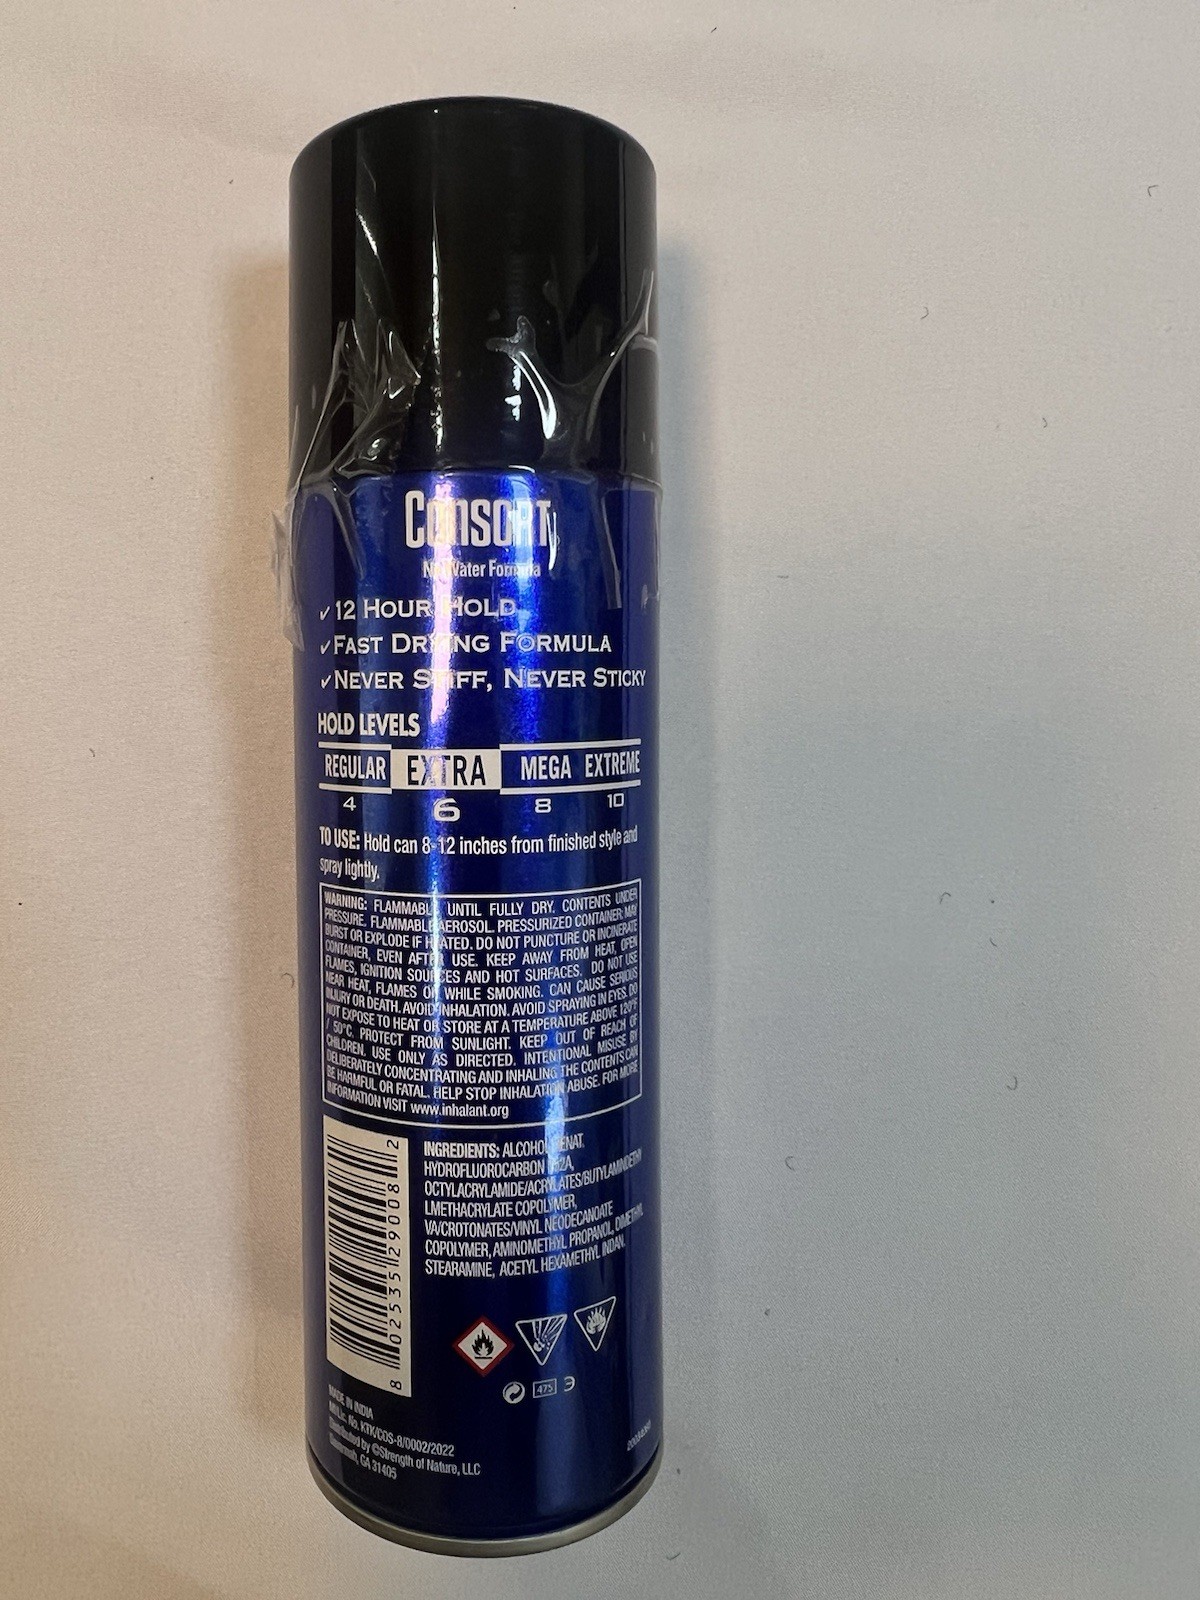 CONSORT
No Water Formula
✓ 12 HOUR HOLD
✓ FAST DRYING FORMULA
✓ NEVER STIFF, NEVER STICKY
HOLD LEVELS
REGULAR EXTRA MEGA EXTREME
4 6 8 10
TO USE: Hold can 8-12 inches from finished style and
spray lightly.
WARNING: FLAMMABLE UNTIL FULLY DRY. CONTENTS UNDER
PRESSURE. FLAMMABLE AEROSOL. PRESSURIZED CONTAINER: MAY
BURST OR EXPLODE IF HEATED. DO NOT PUNCTURE OR INCINERATE
CONTAINER, EVEN AFTER USE. KEEP AWAY FROM HEAT, OPEN
FLAMES, IGNITION SOURCES AND HOT SURFACES. DO NOT USE
NEAR HEAT, FLAMES OR WHILE SMOKING. CAN CAUSE SERIOUS
INJURY OR DEATH. AVOID INHALATION. AVOID SPRAYING IN EYES. DO
NOT EXPOSE TO HEAT OR STORE AT A TEMPERATURE ABOVE 120°F
/ 50°C. PROTECT FROM SUNLIGHT. KEEP OUT OF REACH OF
CHILDREN. USE ONLY AS DIRECTED. INTENTIONAL MISUSE BY
DELIBERATELY CONCENTRATING AND INHALING THE CONTENTS CAN
BE HARMFUL OR FATAL. HELP STOP INHALATION ABUSE. FOR MORE
INFORMATION VISIT www.inhalant.org
INGREDIENTS: ALCOHOL DENAT.
HYDROFLUOROCARBON 152A,
OCTYLACRYLAMIDE/ACRYLATES/BUTYLAMINOETHY
LMETHACRYLATE COPOLYMER,
VA/CROTONATES/VINYL NEODECANOATE
COPOLYMER, AMINOMETHYL PROPANOL, DIMETHYL
STEARAMINE, ACETYL HEXAMETHYL INDAN.
8 02535 29008 2
475 3
MADE IN INDIA
M.I.Lic. No. KTK/COS-8/0002/2022
Distributed by ©Strength of Nature, LLC
Savannah, GA 31405